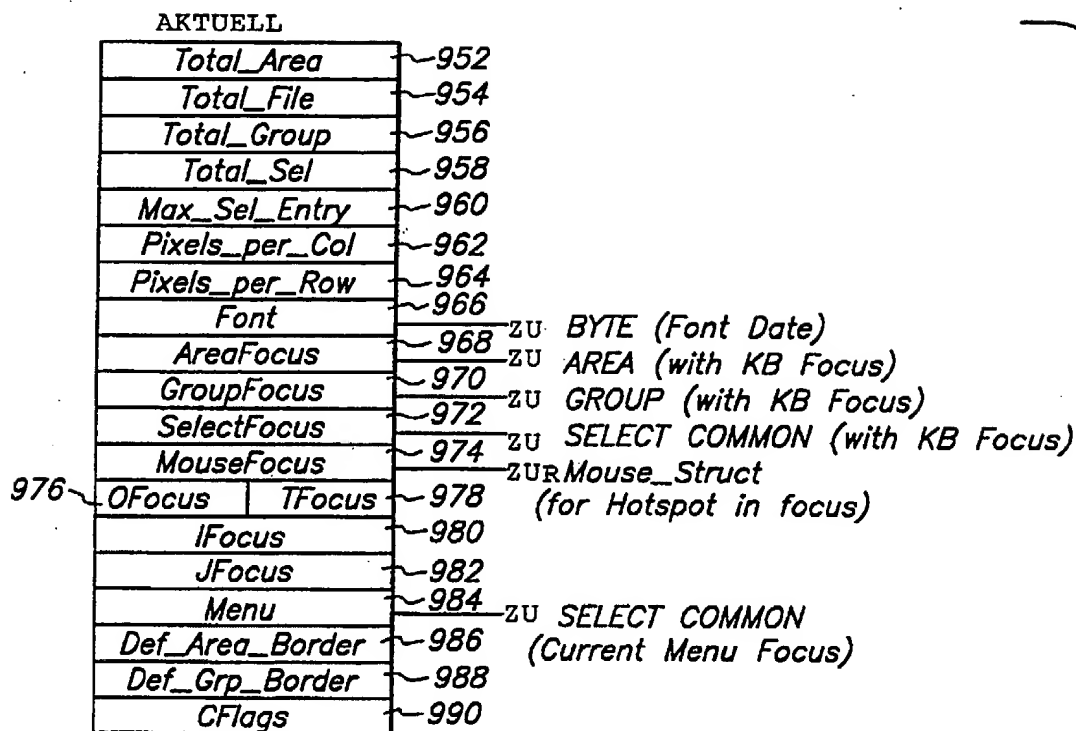 AKTUELL
Total_Area 952
Total_File 954
Total_Group 956
Total_Sel 958
Max_Sel_Entry 960
Pixels_per_Col 962
Pixels_per_Row 964
Font 966 ZU BYTE (Font Date)
AreaFocus 968 ZU AREA (with KB Focus)
GroupFocus 970 ZU GROUP (with KB Focus)
SelectFocus 972 ZU SELECT COMMON (with KB Focus)
MouseFocus 974 ZUR Mouse_Struct
976 OFocus TFocus 978 (for Hotspot in focus)
IFocus 980
JFocus 982
Menu 984 ZU SELECT COMMON
Def_Area_Border 986 (Current Menu Focus)
Def_Grp_Border 988
CFlags 990